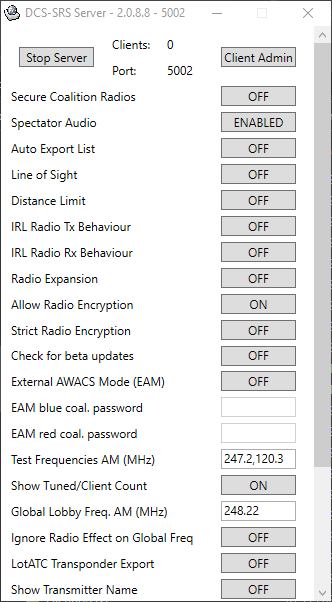 DCS-SRS Server - 2.0.8.8 - 5002
Stop Server Clients: 0 Client Admin
Port: 5002
Secure Coalition Radios OFF
Spectator Audio ENABLED
Auto Export List OFF
Line of Sight OFF
Distance Limit OFF
IRL Radio Tx Behaviour OFF
IRL Radio Rx Behaviour OFF
Radio Expansion OFF
Allow Radio Encryption ON
Strict Radio Encryption OFF
Check for beta updates OFF
External AWACS Mode (EAM) OFF
EAM blue coal. password
EAM red coal. password
Test Frequencies AM (MHz) 247.2,120.3
Show Tuned/Client Count ON
Global Lobby Freq. AM (MHz) 248.22
Ignore Radio Effect on Global Freq OFF
LotATC Transponder Export OFF
Show Transmitter Name OFF